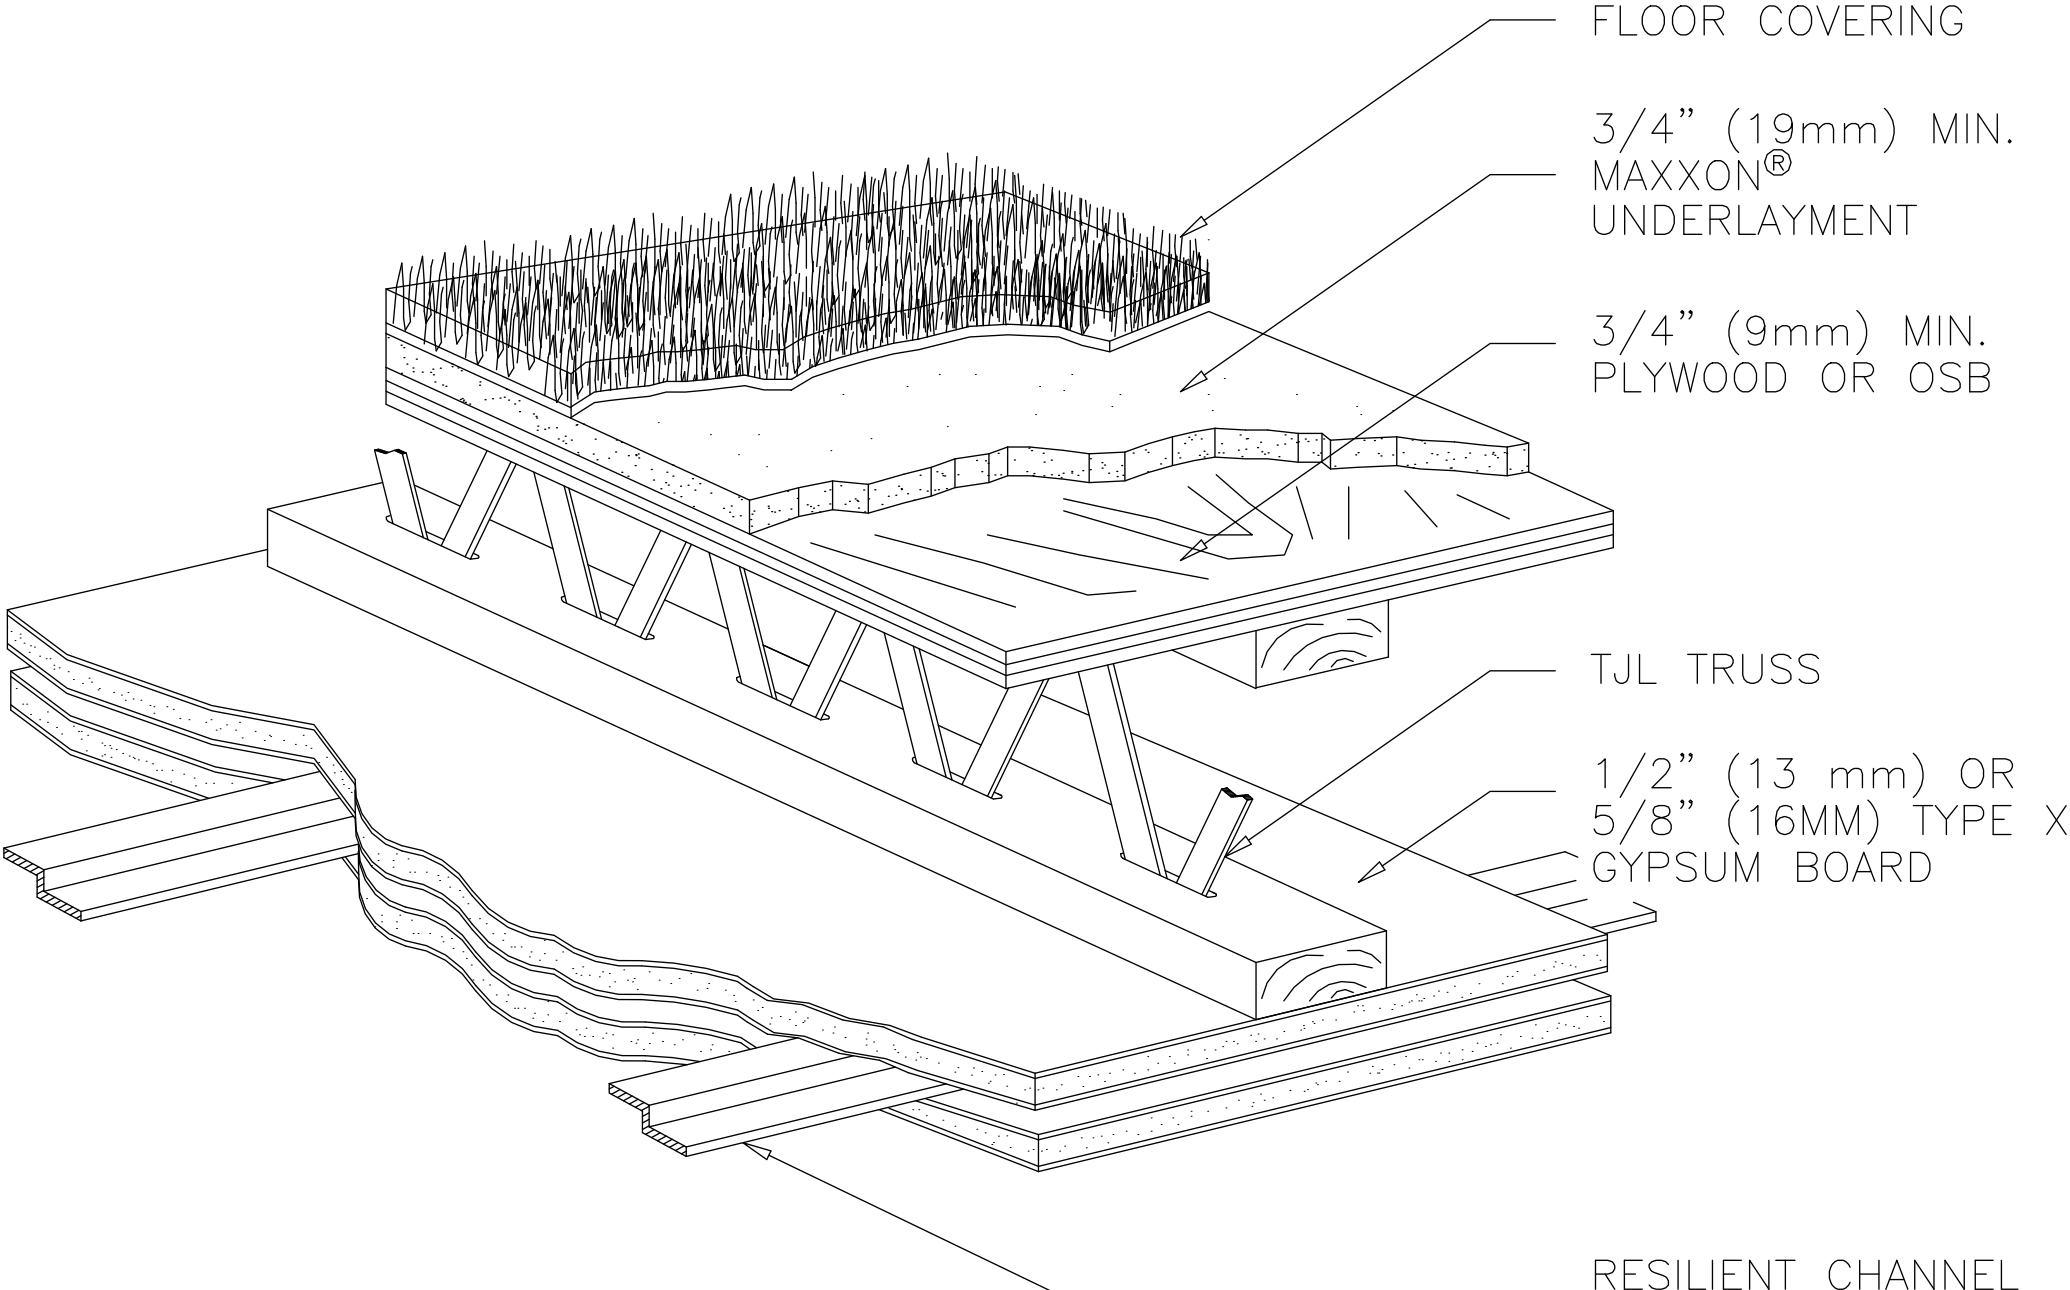 FLOOR COVERING
3/4” (19mm) MIN.
MAXXON®
UNDERLAYMENT
3/4” (9mm) MIN.
PLYWOOD OR OSB
TJL TRUSS
1/2” (13 mm) OR
5/8” (16MM) TYPE X
GYPSUM BOARD
RESILIENT CHANNEL